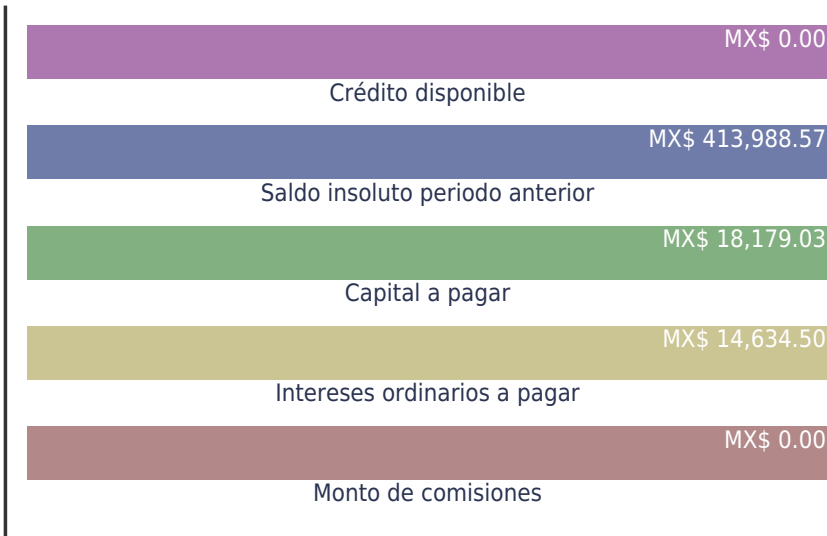 MX$ 0.00
Crédito disponible
MX$ 413,988.57
Saldo insoluto periodo anterior
MX$ 18,179.03
Capital a pagar
MX$ 14,634.50
Intereses ordinarios a pagar
MX$ 0.00
Monto de comisiones